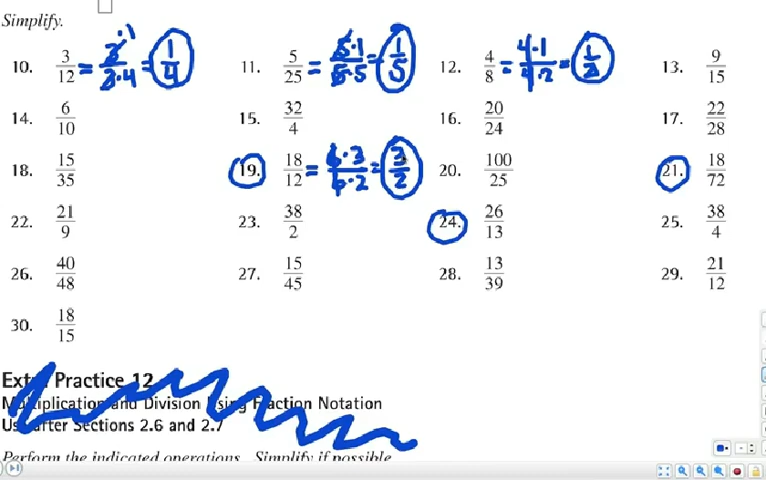 Simplify.
10. 3/12 = 3·1/3·4 = 1/4 11. 5/25 = 5·1/5·5 = 1/5 12. 4/8 = 4·1/4·2 = 1/2 13. 9/15
14. 6/10 15. 32/4 16. 20/24 17. 22/28
18. 15/35 19. 18/12 = 6·3/6·2 = 3/2 20. 100/25 21. 18/72
22. 21/9 23. 38/2 24. 26/13 25. 38/4
26. 40/48 27. 15/45 28. 13/39 29. 21/12
30. 18/15
Extra Practice 12
Multiplication and Division Using Fraction Notation
Use after Sections 2.6 and 2.7
Perform the indicated operations. Simplify if possible